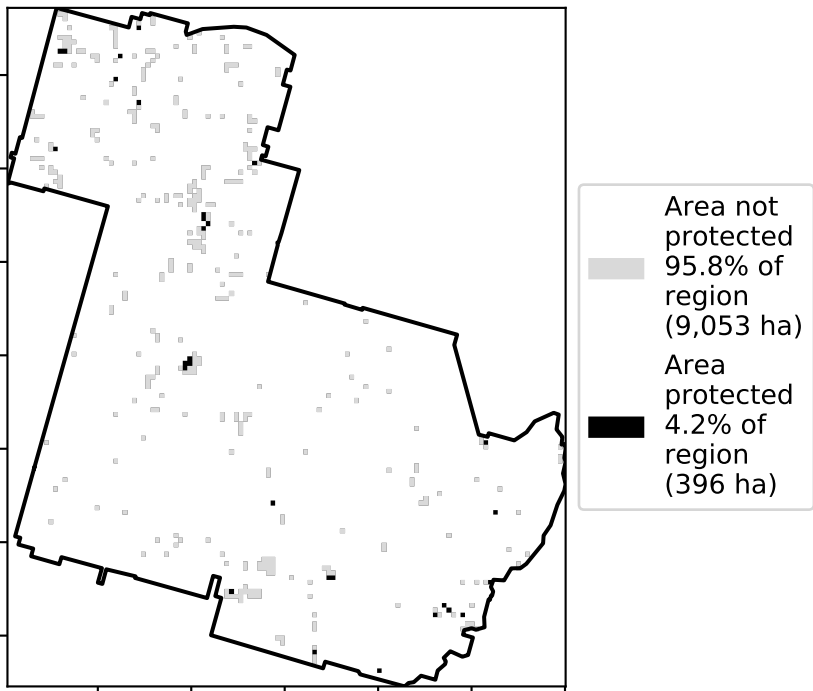 Area not
protected
95.8% of
region
(9,053 ha)
Area
protected
4.2% of
region
(396 ha)